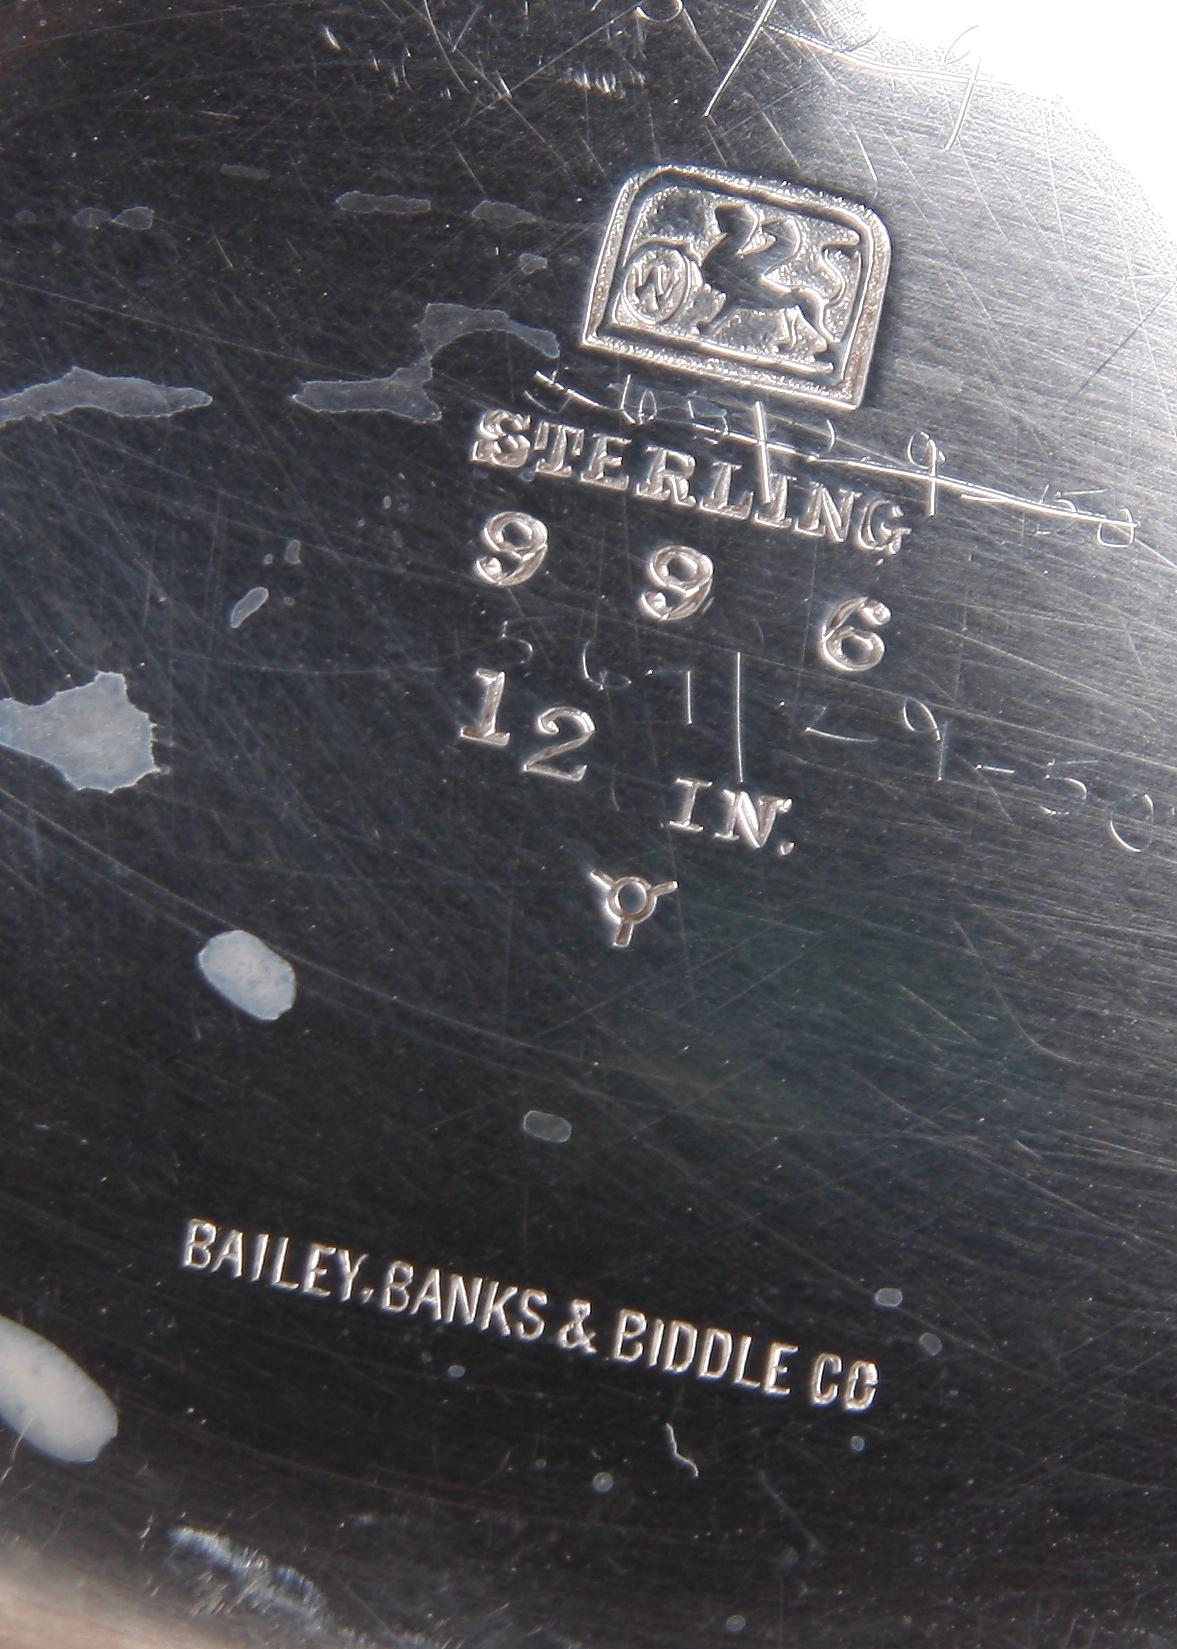 W
STERLING
9 9 6
12 IN.
BAILEY, BANKS & BIDDLE CO